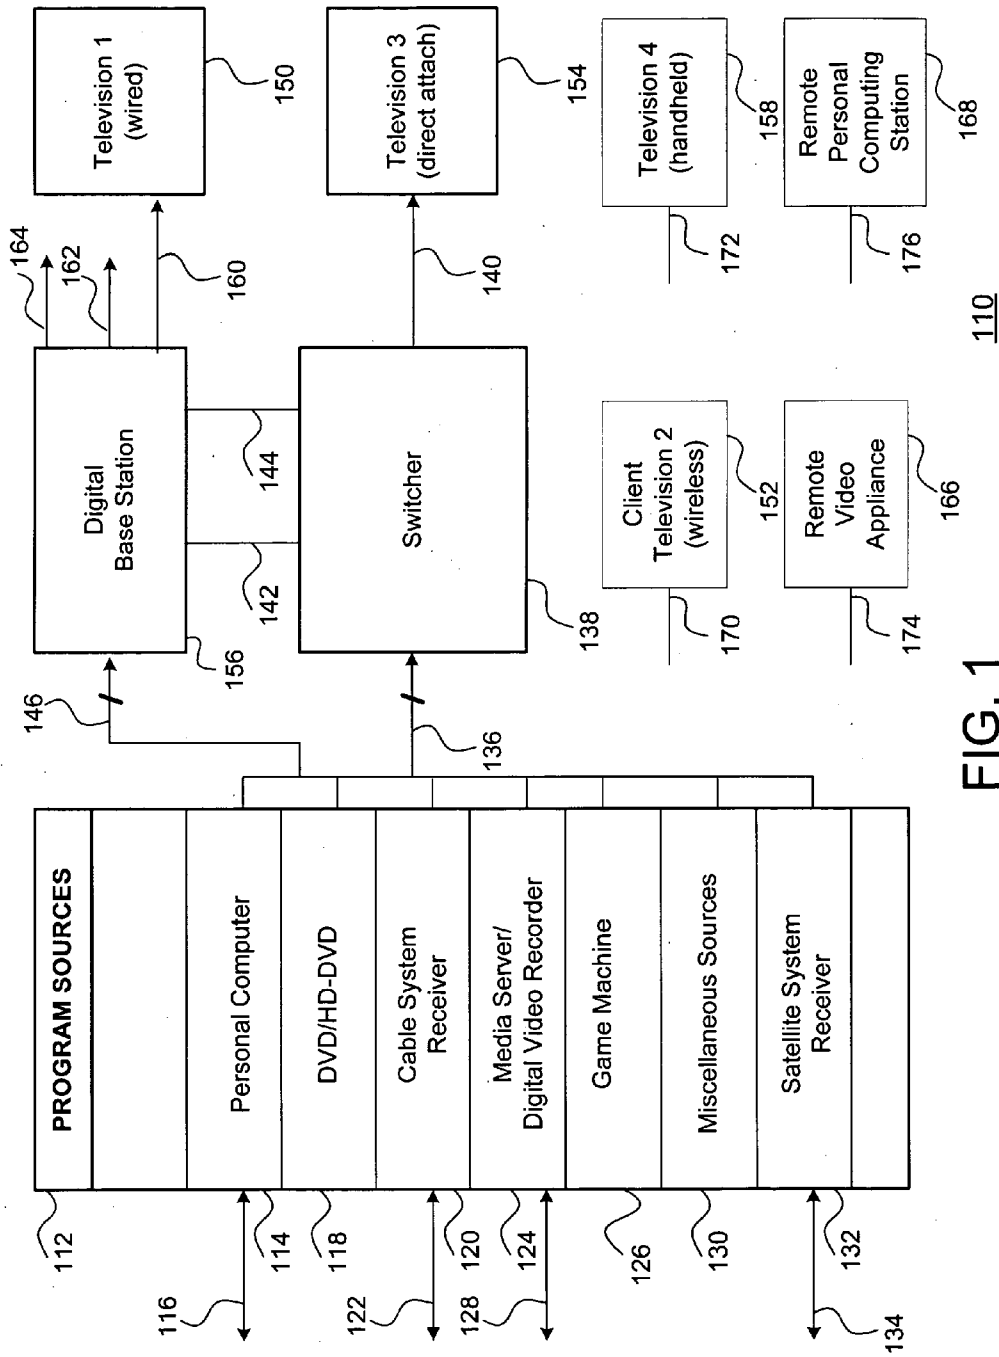 PROGRAM SOURCES
Personal Computer
DVD/HD-DVD
Cable System
Receiver
Media Server/
Digital Video Recorder
Game Machine
Miscellaneous Sources
Satellite System
Receiver
112
114
116
118
120
122
124
128
126
130
132
134
146
136
Digital
Base Station
156
142
144
Switcher
138
164
162
160
140
Television 1
(wired)
150
Television 3
(direct attach)
154
Client
Television 2
(wireless)
152
170
Television 4
(handheld)
158
172
Remote
Video
Appliance
166
174
Remote
Personal
Computing
Station
168
176
110
FIG. 1